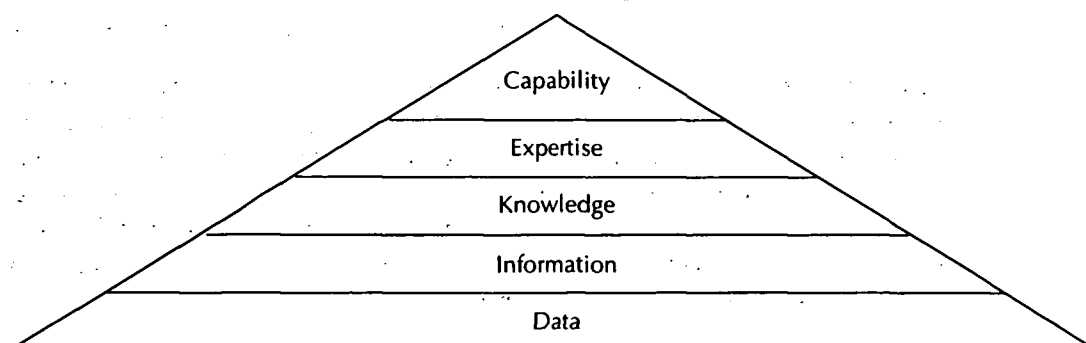 Capability
Expertise
Knowledge
Information
Data